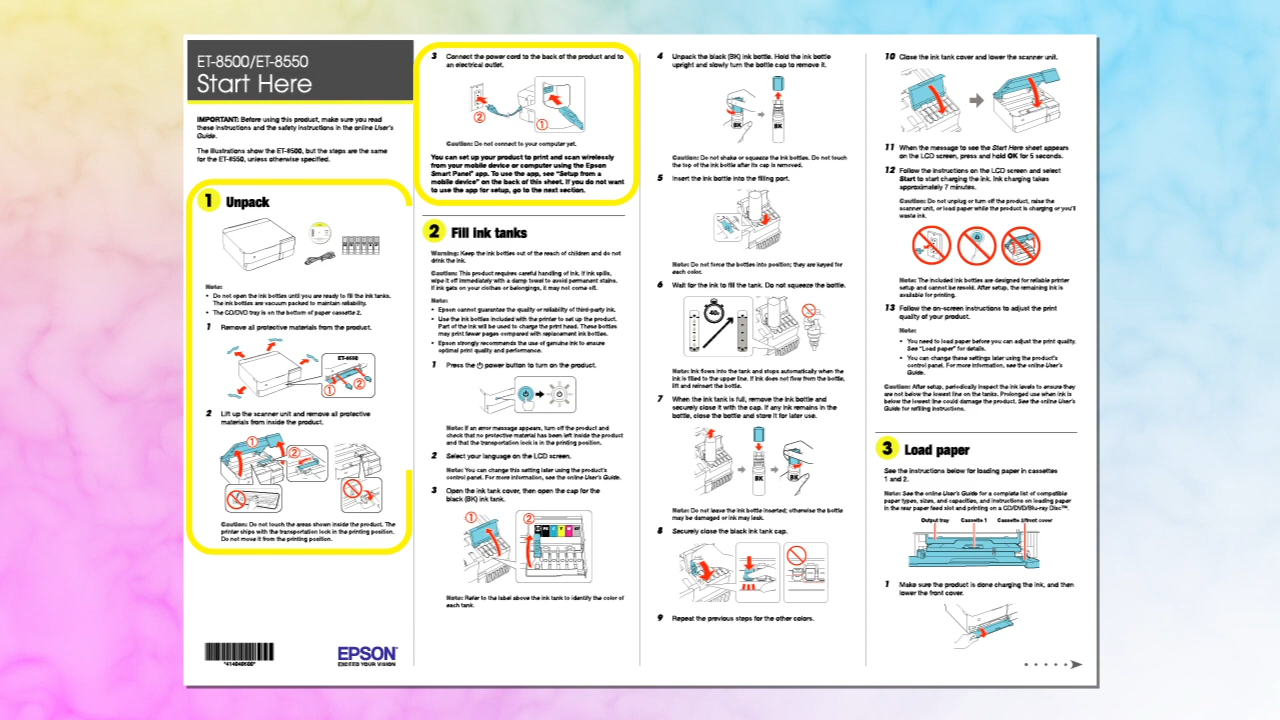 ET-8500/ET-8550
Start Here
IMPORTANT: Before using this product, make sure you read
these instructions and the safety instructions in the online User's
Guide.
The illustrations show the ET-8500, but the steps are the same
for the ET-8550, unless otherwise specified.
1 Unpack
Note:
• Do not open the ink bottles until you are ready to fill the ink tanks.
The ink bottles are vacuum packed to maintain reliability.
• The CD/DVD tray is on the bottom of paper cassette 2.
1 Remove all protective materials from the product.
ET-8550
1 2
2 Lift up the scanner unit and remove all protective
materials from inside the product.
1
2
Caution: Do not touch the areas shown inside the product. The
printer ships with the transportation lock in the printing position.
Do not move it from the printing position.
EPSON
EXCEED YOUR VISION
3 Connect the power cord to the back of the product and to
an electrical outlet.
2 1
Caution: Do not connect to your computer yet.
You can set up your product to print and scan wirelessly
from your mobile device or computer using the Epson
Smart Panel® app. To use the app, see "Setup from a
mobile device" on the back of this sheet. If you do not want
to use the app for setup, go to the next section.
2 Fill ink tanks
Warning: Keep the ink bottles out of the reach of children and do not
drink the ink.
Caution: This product requires careful handling of ink. If ink spills,
wipe it off immediately with a damp towel to avoid permanent stains.
If ink gets on your clothes or belongings, it may not come off.
Note:
• Epson cannot guarantee the quality or reliability of third-party ink.
• Use the ink bottles included with the printer to set up the product.
Part of the ink will be used to charge the print head. These bottles
may print fewer pages compared with replacement ink bottles.
• Epson strongly recommends the use of genuine ink to ensure
optimal print quality and performance.
1 Press the power button to turn on the product.
Note: If an error message appears, turn off the product and
check that no protective material has been left inside the product
and that the transportation lock is in the printing position.
2 Select your language on the LCD screen.
Note: You can change this setting later using the product's
control panel. For more information, see the online User's Guide.
3 Open the ink tank cover, then open the cap for the
black (BK) ink tank.
1 2
Note: Refer to the label above the ink tank to identify the color of
each tank.
4 Unpack the black (BK) ink bottle. Hold the ink bottle
upright and slowly turn the bottle cap to remove it.
BK BK
Caution: Do not shake or squeeze the ink bottles. Do not touch
the top of the ink bottle after its cap is removed.
5 Insert the ink bottle into the filling port.
Note: Do not force the bottles into position; they are keyed for
each color.
6 Wait for the ink to fill the tank. Do not squeeze the bottle.
Note: Ink flows into the tank and stops automatically when the
ink is filled to the upper line. If ink does not flow from the bottle,
lift and reinsert the bottle.
7 When the ink tank is full, remove the ink bottle and
securely close it with the cap. If any ink remains in the
bottle, close the bottle and store it for later use.
BK BK
Note: Do not leave the ink bottle inserted; otherwise the bottle
may be damaged or ink may leak.
8 Securely close the black ink tank cap.
9 Repeat the previous steps for the other colors.
10 Close the ink tank cover and lower the scanner unit.
11 When the message to see the Start Here sheet appears
on the LCD screen, press and hold OK for 5 seconds.
12 Follow the instructions on the LCD screen and select
Start to start charging the ink. Ink charging takes
approximately 7 minutes.
Caution: Do not unplug or turn off the product, raise the
scanner unit, or load paper while the product is charging or you'll
waste ink.
Note: The included ink bottles are designed for reliable printer
setup and cannot be resold. After setup, the remaining ink is
available for printing.
13 Follow the on-screen instructions to adjust the print
quality of your product.
Note:
• You need to load paper before you can adjust the print quality.
See "Load paper" for details.
• You can change these settings later using the product's
control panel. For more information, see the online User's
Guide.
Caution: After setup, periodically inspect the ink levels to ensure they
are not below the lowest line on the tanks. Prolonged use when ink is
below the lowest line could damage the product. See the online User's
Guide for refilling instructions.
3 Load paper
See the instructions below for loading paper in cassettes
1 and 2.
Note: See the online User's Guide for a complete list of compatible
paper types, sizes, and capacities, and instructions on loading paper
in the rear paper feed slot and printing on a CD/DVD/Blu-ray Disc™.
Output tray Cassette 1 Cassette 2/front cover
1 Make sure the product is done charging the ink, and then
lower the front cover.